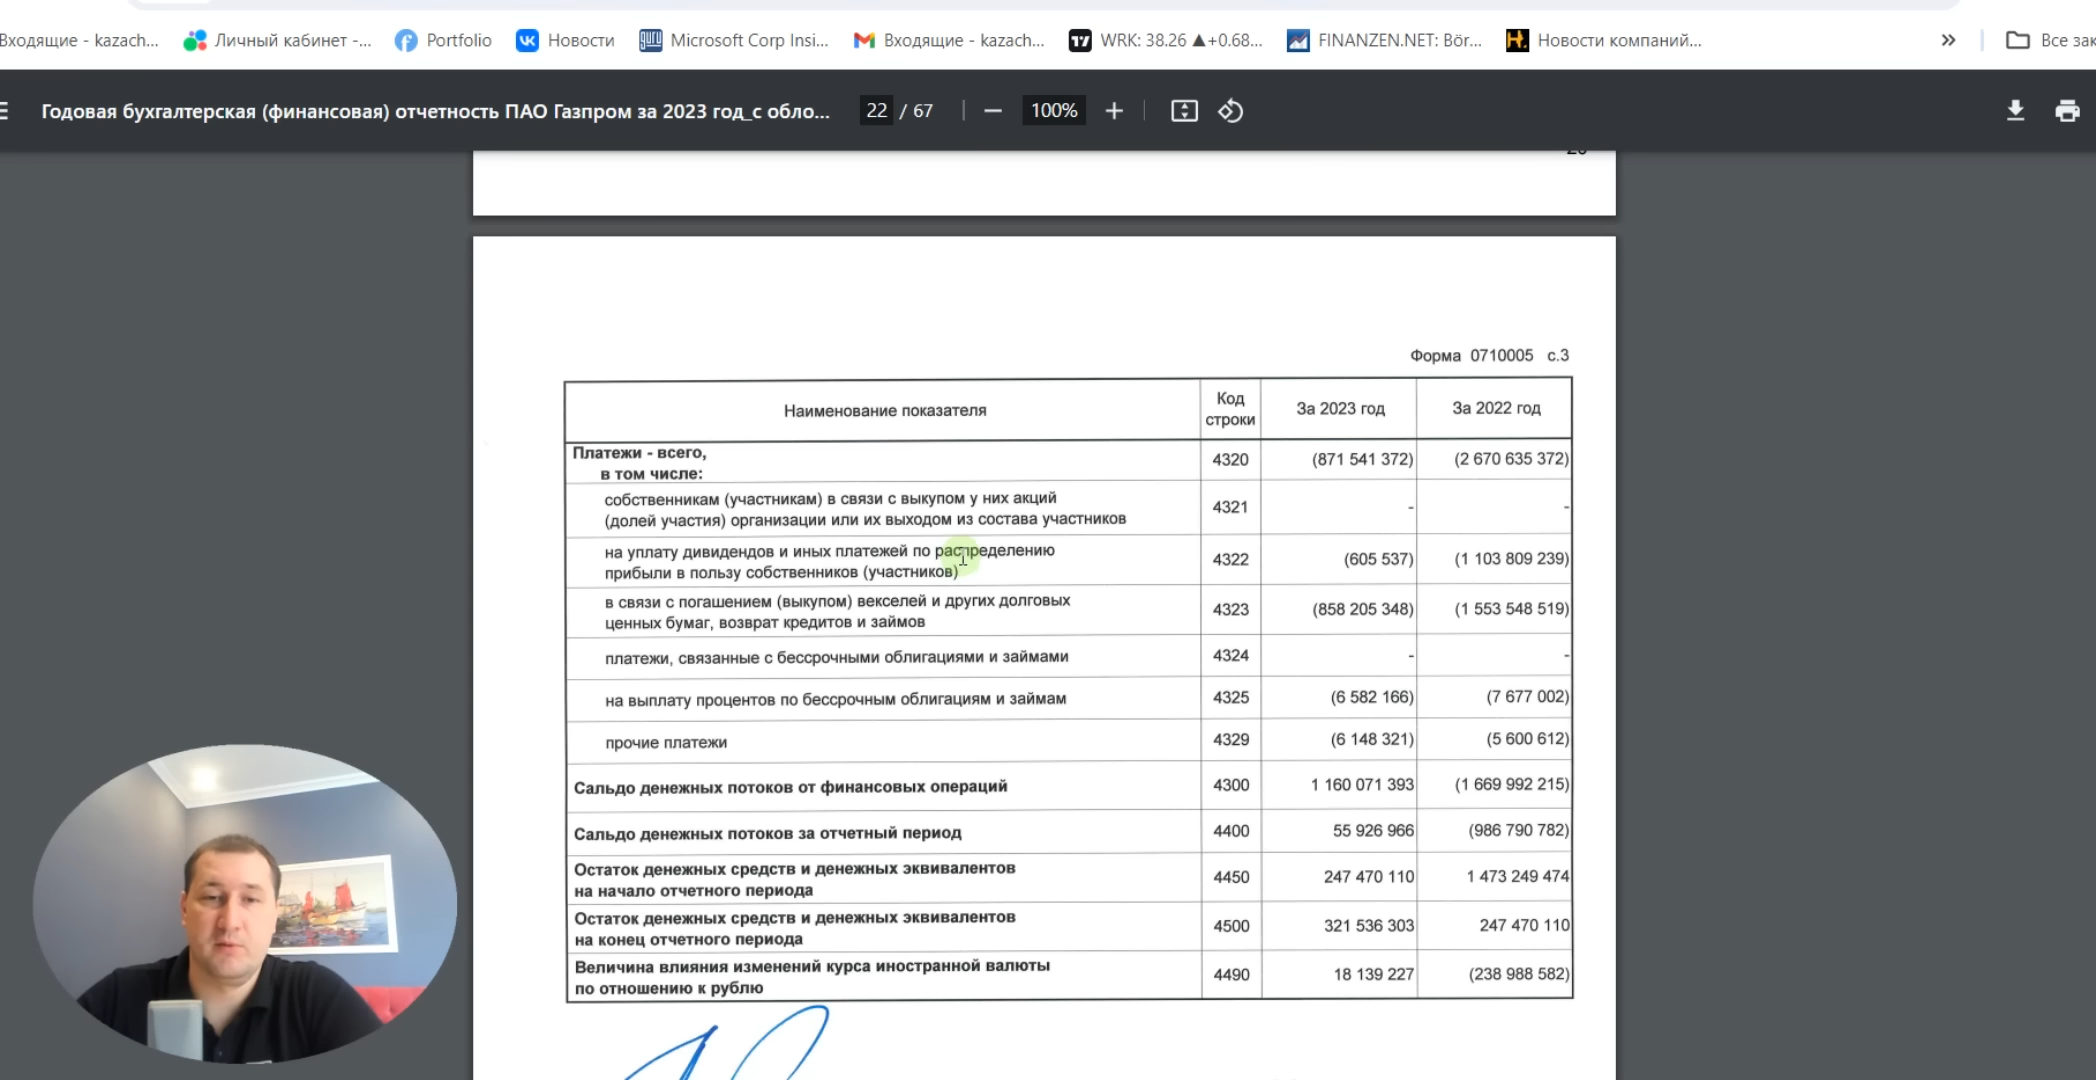 Входящие - kazach...
Личный кабинет -...
Portfolio
Новости
Microsoft Corp Insi...
Входящие - kazach...
WRK: 38.26 ▲+0.68...
FINANZEN.NET: Bör...
Новости компаний...
»
Все зак
Годовая бухгалтерская (финансовая) отчетность ПАО Газпром за 2023 год_с обло...
22 / 67
100%
Форма 0710005 с.3
Наименование показателя
Код
строки
За 2023 год
За 2022 год
Платежи - всего,
в том числе:
4320
(871 541 372)
(2 670 635 372)
собственникам (участникам) в связи с выкупом у них акций
(долей участия) организации или их выходом из состава участников
4321
-
-
на уплату дивидендов и иных платежей по распределению
прибыли в пользу собственников (участников)
4322
(605 537)
(1 103 809 239)
в связи с погашением (выкупом) векселей и других долговых
ценных бумаг, возврат кредитов и займов
4323
(858 205 348)
(1 553 548 519)
платежи, связанные с бессрочными облигациями и займами
4324
-
-
на выплату процентов по бессрочным облигациям и займам
4325
(6 582 166)
(7 677 002)
прочие платежи
4329
(6 148 321)
(5 600 612)
Сальдо денежных потоков от финансовых операций
4300
1 160 071 393
(1 669 992 215)
Сальдо денежных потоков за отчетный период
4400
55 926 966
(986 790 782)
Остаток денежных средств и денежных эквивалентов
на начало отчетного периода
4450
247 470 110
1 473 249 474
Остаток денежных средств и денежных эквивалентов
на конец отчетного периода
4500
321 536 303
247 470 110
Величина влияния изменений курса иностранной валюты
по отношению к рублю
4490
18 139 227
(238 988 582)